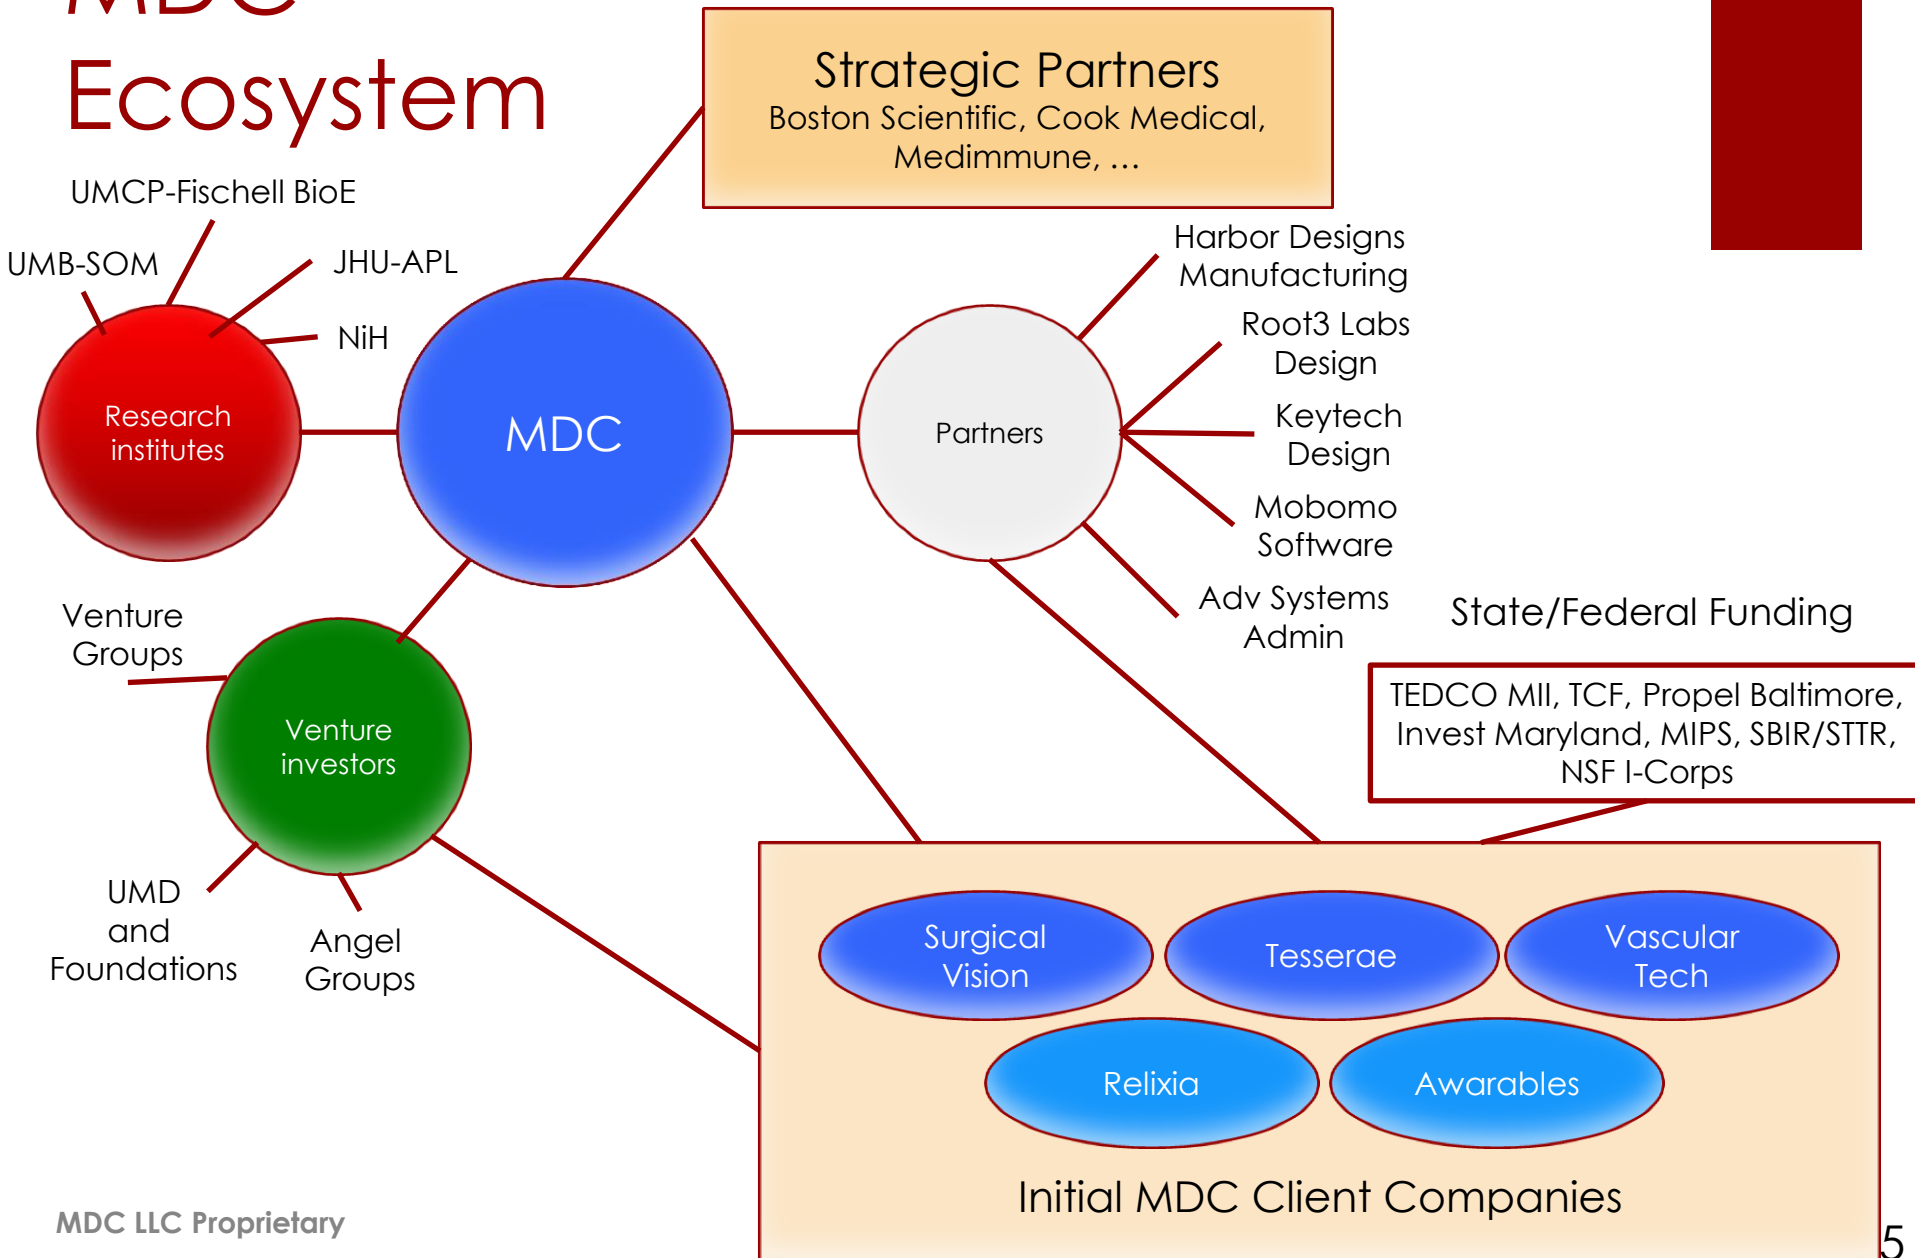 MDC
Ecosystem
Strategic Partners
Boston Scientific, Cook Medical,
Medimmune, …
UMCP-Fischell BioE
UMB-SOM
JHU-APL
NiH
Research
institutes
MDC
Partners
Harbor Designs
Manufacturing
Root3 Labs
Design
Keytech
Design
Mobomo
Software
Adv Systems
Admin
State/Federal Funding
TEDCO MII, TCF, Propel Baltimore,
Invest Maryland, MIPS, SBIR/STTR,
NSF I-Corps
Venture
Groups
Venture
investors
UMD
and
Foundations
Angel
Groups
Surgical
Vision
Tesserae
Vascular
Tech
Relixia
Awarables
Initial MDC Client Companies
MDC LLC Proprietary
5